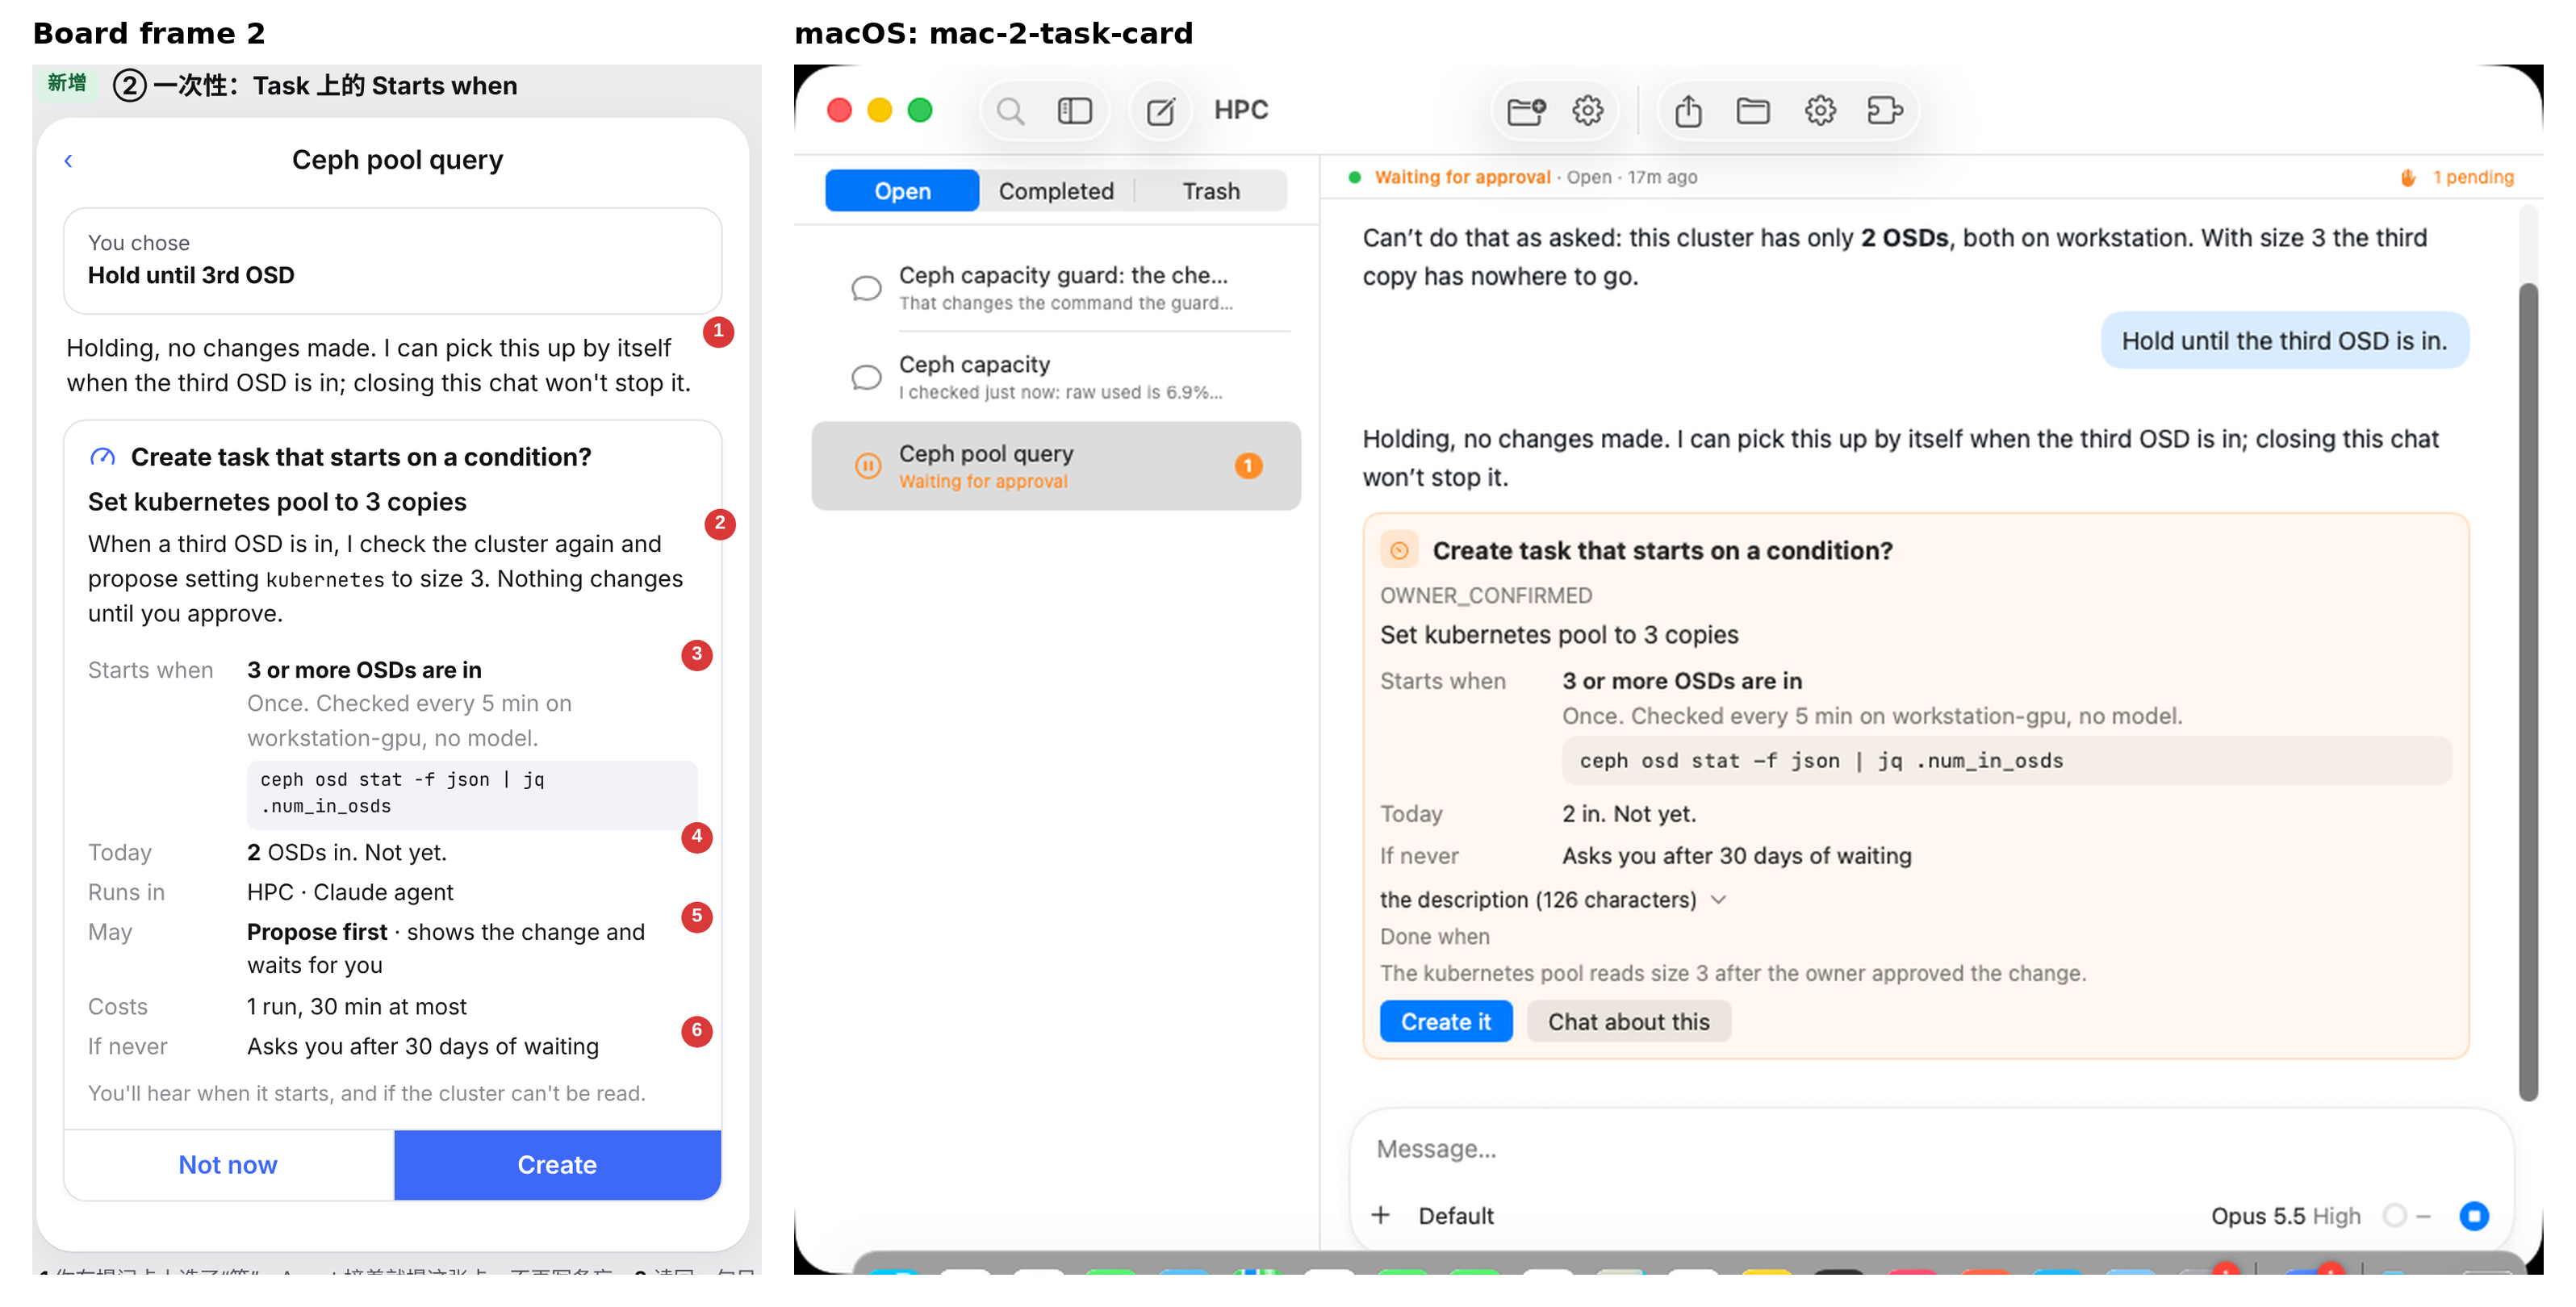 Board frame 2
新增 ② 一次性：Task 上的 Starts when
‹ Ceph pool query
You chose
Hold until 3rd OSD
1
Holding, no changes made. I can pick this up by itself
when the third OSD is in; closing this chat won't stop it.
Create task that starts on a condition?
Set kubernetes pool to 3 copies
2
When a third OSD is in, I check the cluster again and
propose setting kubernetes to size 3. Nothing changes
until you approve.
3
Starts when 3 or more OSDs are in
Once. Checked every 5 min on
workstation-gpu, no model.
ceph osd stat -f json | jq
.num_in_osds
4
Today 2 OSDs in. Not yet.
Runs in HPC · Claude agent
5
May Propose first · shows the change and
waits for you
Costs 1 run, 30 min at most
6
If never Asks you after 30 days of waiting
You'll hear when it starts, and if the cluster can't be read.
Not now Create
macOS: mac-2-task-card
HPC
Open Completed Trash
Ceph capacity guard: the che...
That changes the command the guard...
Ceph capacity
I checked just now: raw used is 6.9%...
Ceph pool query
Waiting for approval
1
Waiting for approval · Open · 17m ago
1 pending
Can’t do that as asked: this cluster has only 2 OSDs, both on workstation. With size 3 the third
copy has nowhere to go.
Hold until the third OSD is in.
Holding, no changes made. I can pick this up by itself when the third OSD is in; closing this chat
won’t stop it.
Create task that starts on a condition?
OWNER_CONFIRMED
Set kubernetes pool to 3 copies
Starts when 3 or more OSDs are in
Once. Checked every 5 min on workstation-gpu, no model.
ceph osd stat -f json | jq .num_in_osds
Today 2 in. Not yet.
If never Asks you after 30 days of waiting
the description (126 characters)
Done when
The kubernetes pool reads size 3 after the owner approved the change.
Create it Chat about this
Message...
+ Default Opus 5.5 High –